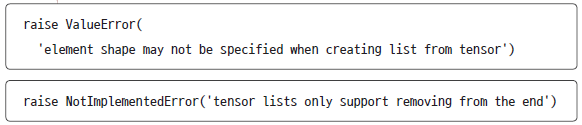 raise ValueError(
'element shape may not be specified when creating list from tensor')
raise NotImplementedError('tensor lists only support removing from the end')